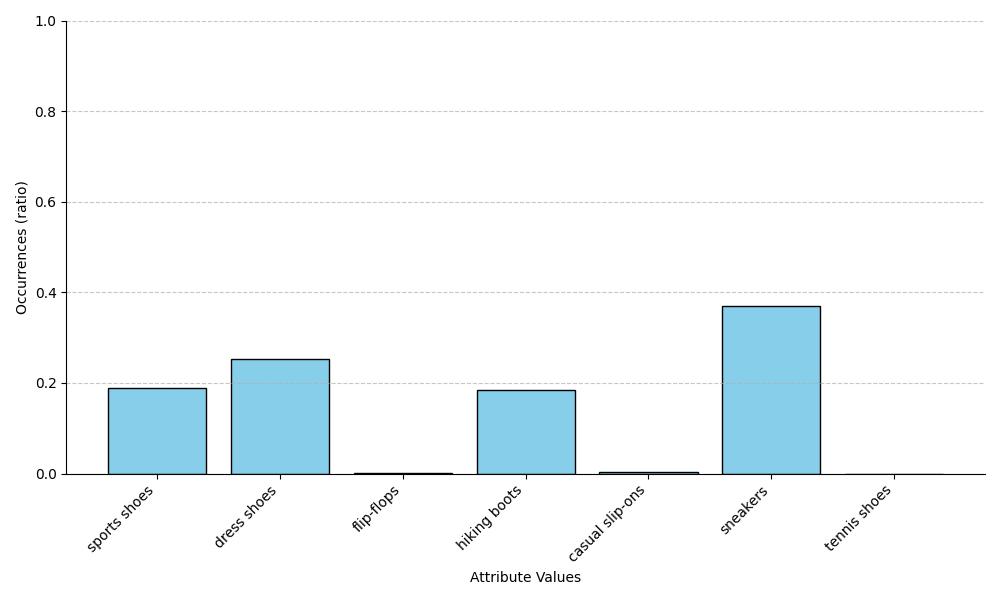 1.0
0.8
0.6
0.4
0.2
0.0
Occurrences (ratio)
sports shoes
dress shoes
flip-flops
hiking boots
casual slip-ons
sneakers
tennis shoes
Attribute Values